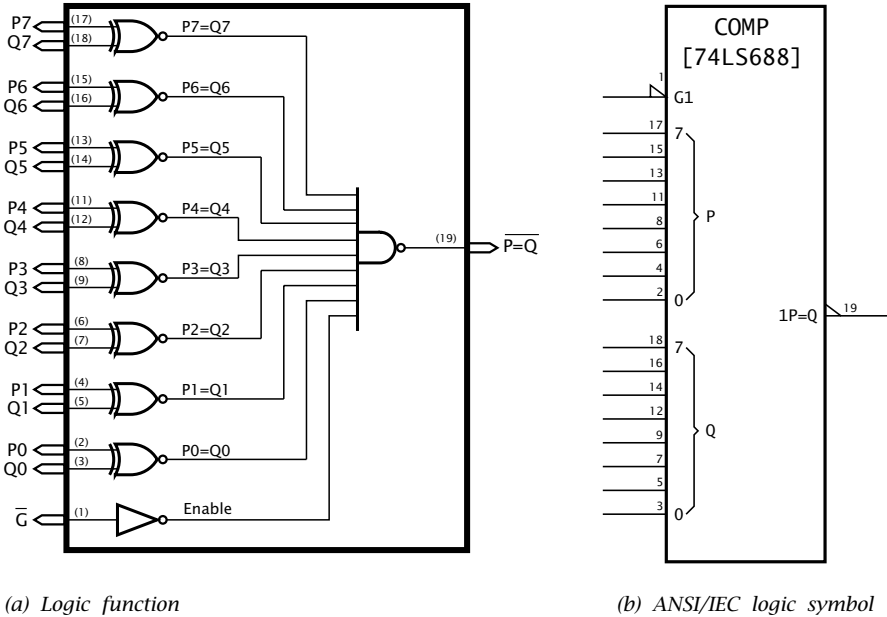 P7 (17) P7=Q7
Q7 (18)
P6 (15) P6=Q6
Q6 (16)
P5 (13) P5=Q5
Q5 (14)
P4 (11) P4=Q4
Q4 (12)
P3 (8) P3=Q3
Q3 (9)
P2 (6) P2=Q2
Q2 (7)
P1 (4) P1=Q1
Q1 (5)
P0 (2) P0=Q0
Q0 (3)
G̅ (1) Enable
(19) P̅=̅Q̅
(a) Logic function
COMP
[74LS688]
1 G1
17 7
15
13
11
8 P
6
4
2 0
1P=Q 19
18 7
16
14
12
9 Q
7
5
3 0
(b) ANSI/IEC logic symbol